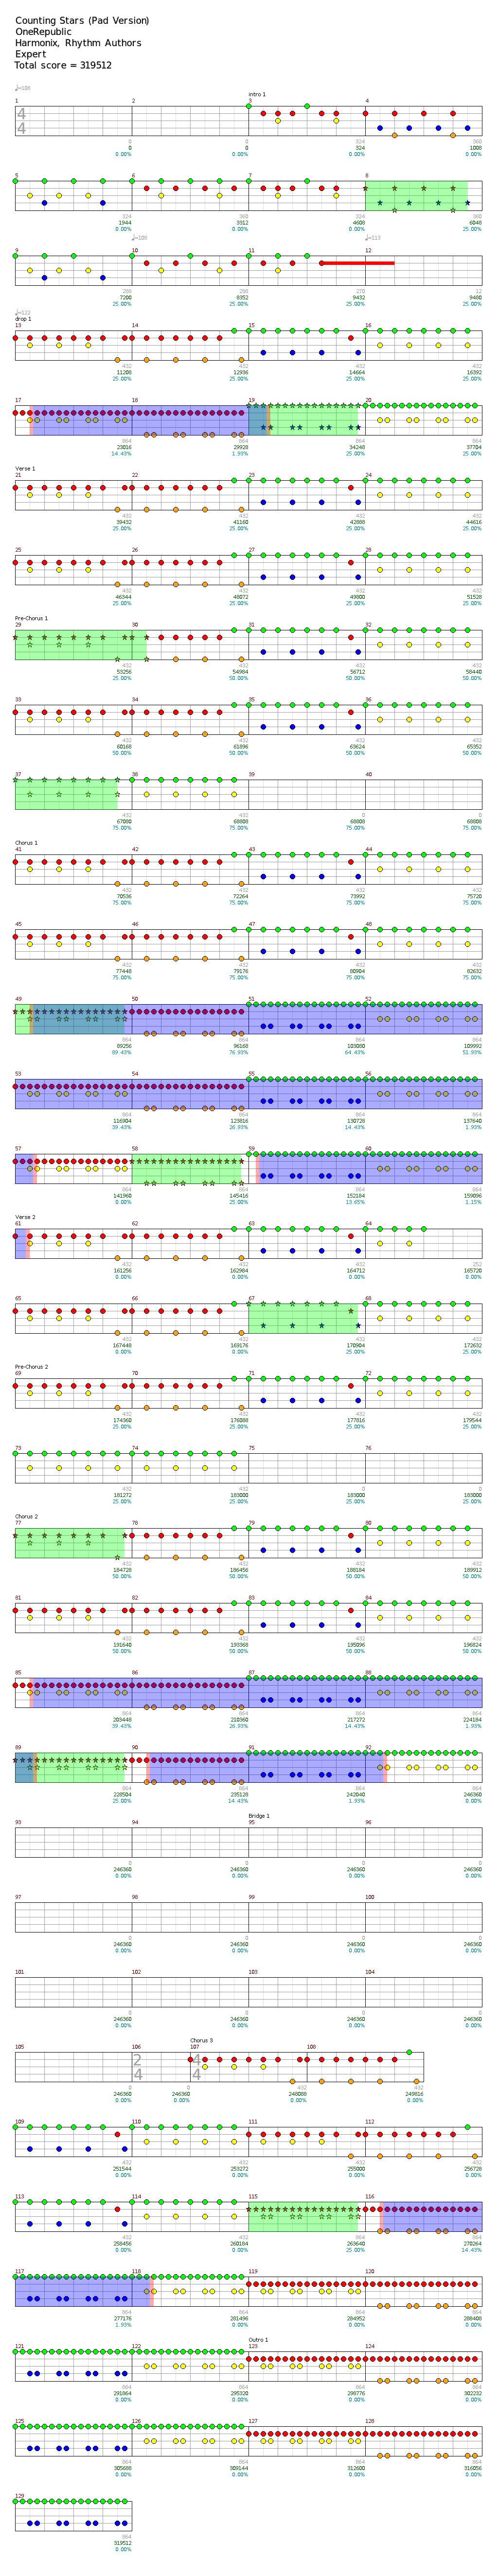 Counting Stars (Pad Version)
OneRepublic
Harmonix, Rhythm Authors
Expert
Total score = 319512
intro 1
1 2 3 4
4
4
0 0 324 360
0 0 324 1008
0.00% 0.00% 0.00% 0.00%
5 6 7 8
324 360 324 360
1944 3312 4608 6048
0.00% 0.00% 0.00% 25.00%
9 10 11 12
288 288 270 12
7200 8352 9432 9480
25.00% 25.00% 25.00% 25.00%
♩=122
drop 1
13 14 15 16
432 432 432 432
11208 12936 14664 16392
25.00% 25.00% 25.00% 25.00%
17 18 19 20
864 864 864 864
23016 29928 34248 37704
14.43% 1.93% 25.00% 25.00%
Verse 1
21 22 23 24
432 432 432 432
39432 41160 42888 44616
25.00% 25.00% 25.00% 25.00%
25 26 27 28
432 432 432 432
46344 48072 49800 51528
25.00% 25.00% 25.00% 25.00%
Pre-Chorus 1
29 30 31 32
432 432 432 432
53256 54984 56712 58440
25.00% 50.00% 50.00% 50.00%
33 34 35 36
432 432 432 432
60168 61896 63624 65352
50.00% 50.00% 50.00% 50.00%
37 38 39 40
432 432 0 0
67080 68808 68808 68808
75.00% 75.00% 75.00% 75.00%
Chorus 1
41 42 43 44
432 432 432 432
70536 72264 73992 75720
75.00% 75.00% 75.00% 75.00%
45 46 47 48
432 432 432 432
77448 79176 80904 82632
75.00% 75.00% 75.00% 75.00%
49 50 51 52
864 864 864 864
89256 96168 103080 109992
89.43% 76.93% 64.43% 51.93%
53 54 55 56
864 864 864 864
116904 123816 130728 137640
39.43% 26.93% 14.43% 1.93%
57 58 59 60
864 864 864 864
141960 145416 152184 159096
0.00% 25.00% 13.65% 1.15%
Verse 2
61 62 63 64
432 432 432 252
161256 162984 164712 165720
0.00% 0.00% 0.00% 0.00%
65 66 67 68
432 432 432 432
167448 169176 170904 172632
0.00% 0.00% 25.00% 25.00%
Pre-Chorus 2
69 70 71 72
432 432 432 432
174360 176088 177816 179544
25.00% 25.00% 25.00% 25.00%
73 74 75 76
432 432 0 0
181272 183000 183000 183000
25.00% 25.00% 25.00% 25.00%
Chorus 2
77 78 79 80
432 432 432 432
184728 186456 188184 189912
50.00% 50.00% 50.00% 50.00%
81 82 83 84
432 432 432 432
191640 193368 195096 196824
50.00% 50.00% 50.00% 50.00%
85 86 87 88
864 864 864 864
203448 210360 217272 224184
39.43% 26.93% 14.43% 1.93%
89 90 91 92
864 864 864 864
228504 235128 242040 246360
25.00% 14.43% 1.93% 0.00%
Bridge 1
93 94 95 96
0 0 0 0
246360 246360 246360 246360
0.00% 0.00% 0.00% 0.00%
97 98 99 100
0 0 0 0
246360 246360 246360 246360
0.00% 0.00% 0.00% 0.00%
101 102 103 104
0 0 0 0
246360 246360 246360 246360
0.00% 0.00% 0.00% 0.00%
Chorus 3
105 106 107 108
2 4
4 4
0 0 432 432
246360 246360 248088 249816
0.00% 0.00% 0.00% 0.00%
109 110 111 112
432 432 432 432
251544 253272 255000 256728
0.00% 0.00% 0.00% 0.00%
113 114 115 116
432 432 864 864
258456 260184 263640 270264
0.00% 0.00% 25.00% 14.43%
117 118 119 120
864 864 864 864
277176 281496 284952 288408
1.93% 0.00% 0.00% 0.00%
Outro 1
121 122 123 124
864 864 864 864
291864 295320 298776 302232
0.00% 0.00% 0.00% 0.00%
125 126 127 128
864 864 864 864
305688 309144 312600 316056
0.00% 0.00% 0.00% 0.00%
129
864
319512
0.00%